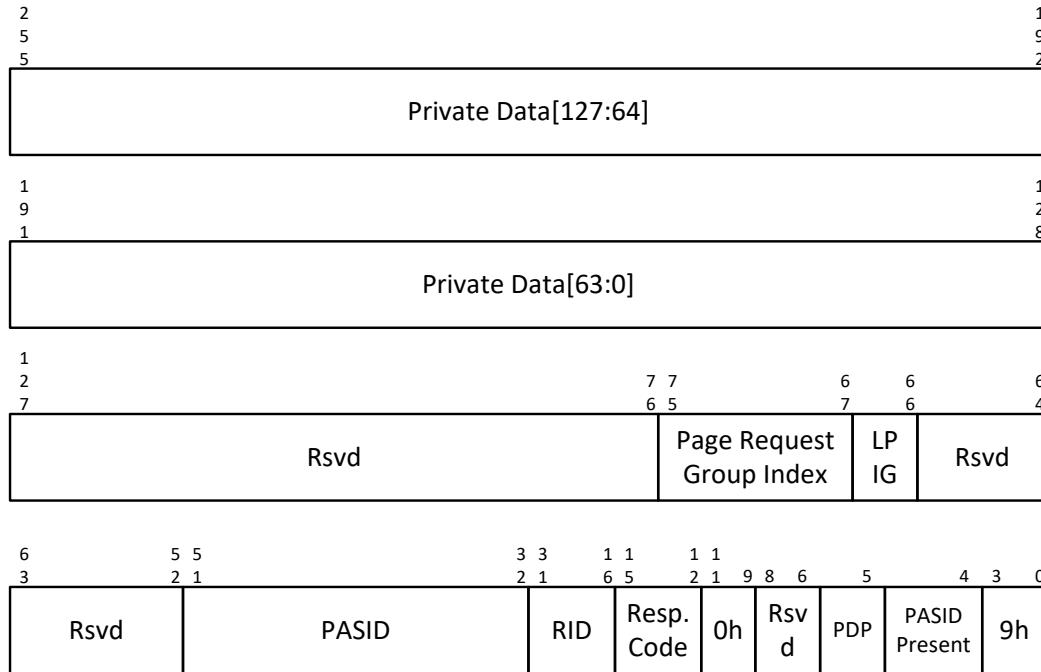 2 1
5 9
5 2
Private Data[127:64]
1 1
9 2
1 8
Private Data[63:0]
1
2 7 7 6 6 6
7 6 5 7 6 4
Rsvd
Page Request
Group Index
LP
IG
Rsvd
6 5 5 3 3 1 1 1 1
3 2 1 2 1 6 5 2 1 9 8 6 5 4 3 0
Rsvd
PASID
RID
Resp.
Code
0h
Rsv
d
PDP
PASID
Present
9h